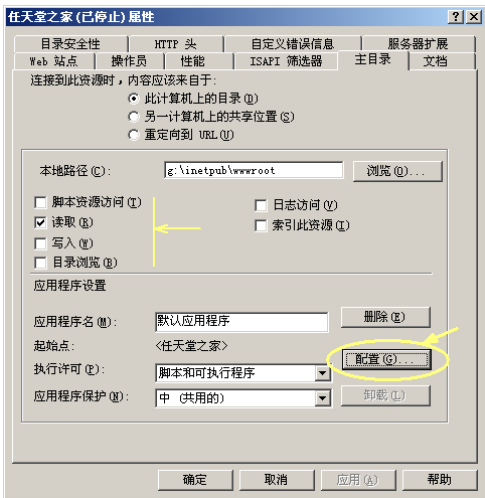 任天堂之家 (已停止) 属性
目录安全性 HTTP 头 自定义错误信息 服务器扩展
Web 站点 操作员 性能 ISAPI 筛选器 主目录 文档
连接到此资源时，内容应该来自于:
此计算机上的目录(D)
另一计算机上的共享位置(S)
重定向到 URL(U)
本地路径(C): g:\inetpub\wwwroot 浏览(O)...
脚本资源访问(T) 日志访问(V)
读取(R) 索引此资源(I)
写入(W)
目录浏览(B)
应用程序设置
应用程序名(M): 默认应用程序 删除(E)
起始点: <任天堂之家>
配置(G)...
执行许可(P): 脚本和可执行程序
应用程序保护(N): 中 (共用的) 卸载(L)
确定 取消 应用(A) 帮助